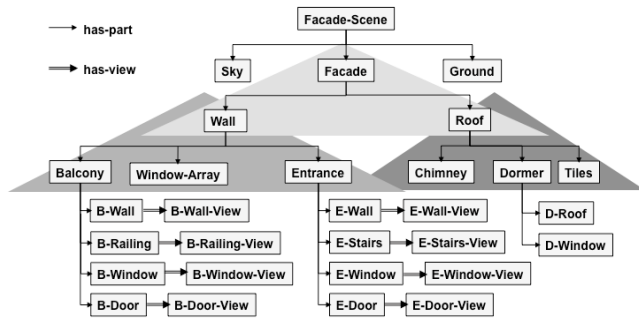 Facade-Scene
has-part
has-view
Sky
Facade
Ground
Wall
Roof
Balcony
Window-Array
Entrance
Chimney
Dormer
Tiles
B-Wall
B-Wall-View
E-Wall
E-Wall-View
D-Roof
B-Railing
B-Railing-View
E-Stairs
E-Stairs-View
D-Window
B-Window
B-Window-View
E-Window
E-Window-View
B-Door
B-Door-View
E-Door
E-Door-View